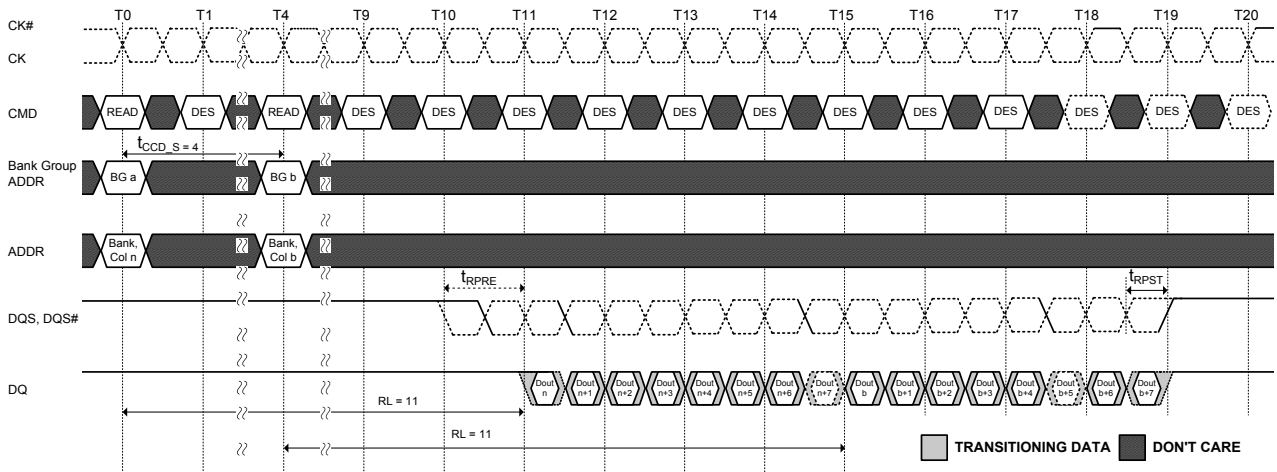 T0 T1 T4 T9 T10 T11 T12 T13 T14 T15 T16 T17 T18 T19 T20
CK#
CK
CMD READ DES READ DES DES DES DES DES DES DES DES DES DES DES DES
tCCD_S = 4
Bank Group
ADDR
BG a BG b
ADDR
Bank,
Col n
Bank,
Col b
tRPRE tRPST
DQS, DQS#
DQ
Dout
n
Dout
n+1
Dout
n+2
Dout
n+3
Dout
n+4
Dout
n+5
Dout
n+6
Dout
n+7
Dout
b
Dout
b+1
Dout
b+2
Dout
b+3
Dout
b+4
Dout
b+5
Dout
b+6
Dout
b+7
RL = 11
RL = 11
TRANSITIONING DATA DON'T CARE